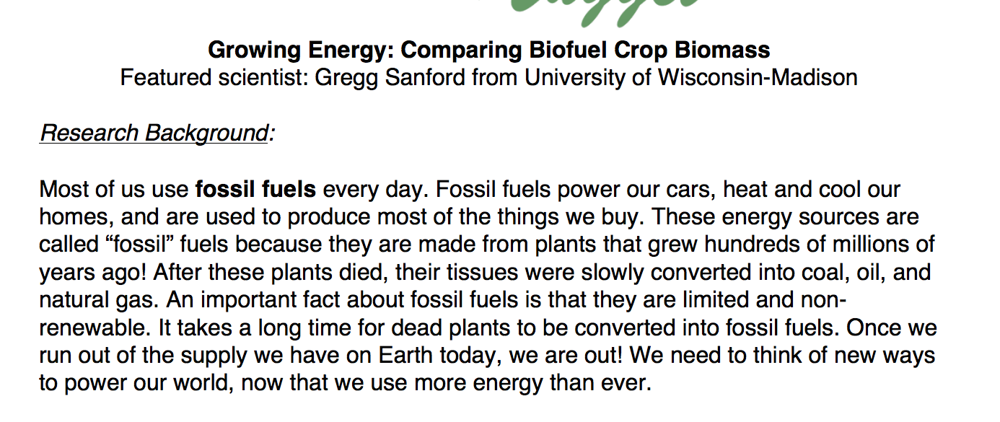 Growing Energy: Comparing Biofuel Crop Biomass
Featured scientist: Gregg Sanford from University of Wisconsin-Madison
Research Background:
Most of us use fossil fuels every day. Fossil fuels power our cars, heat and cool our
homes, and are used to produce most of the things we buy. These energy sources are
called “fossil” fuels because they are made from plants that grew hundreds of millions of
years ago! After these plants died, their tissues were slowly converted into coal, oil, and
natural gas. An important fact about fossil fuels is that they are limited and non-
renewable. It takes a long time for dead plants to be converted into fossil fuels. Once we
run out of the supply we have on Earth today, we are out! We need to think of new ways
to power our world, now that we use more energy than ever.